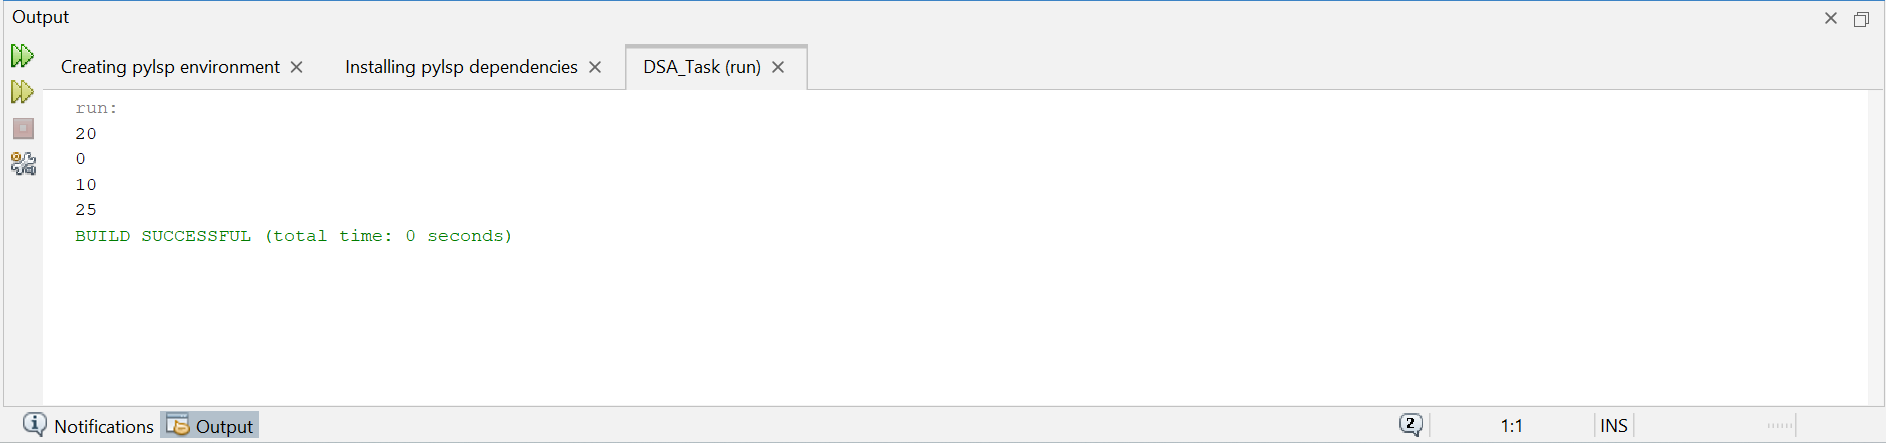 Output
Creating pylsp environment Installing pylsp dependencies DSA_Task (run)
run:
20
0
10
25
BUILD SUCCESSFUL (total time: 0 seconds)
Notifications Output 2 1:1 INS